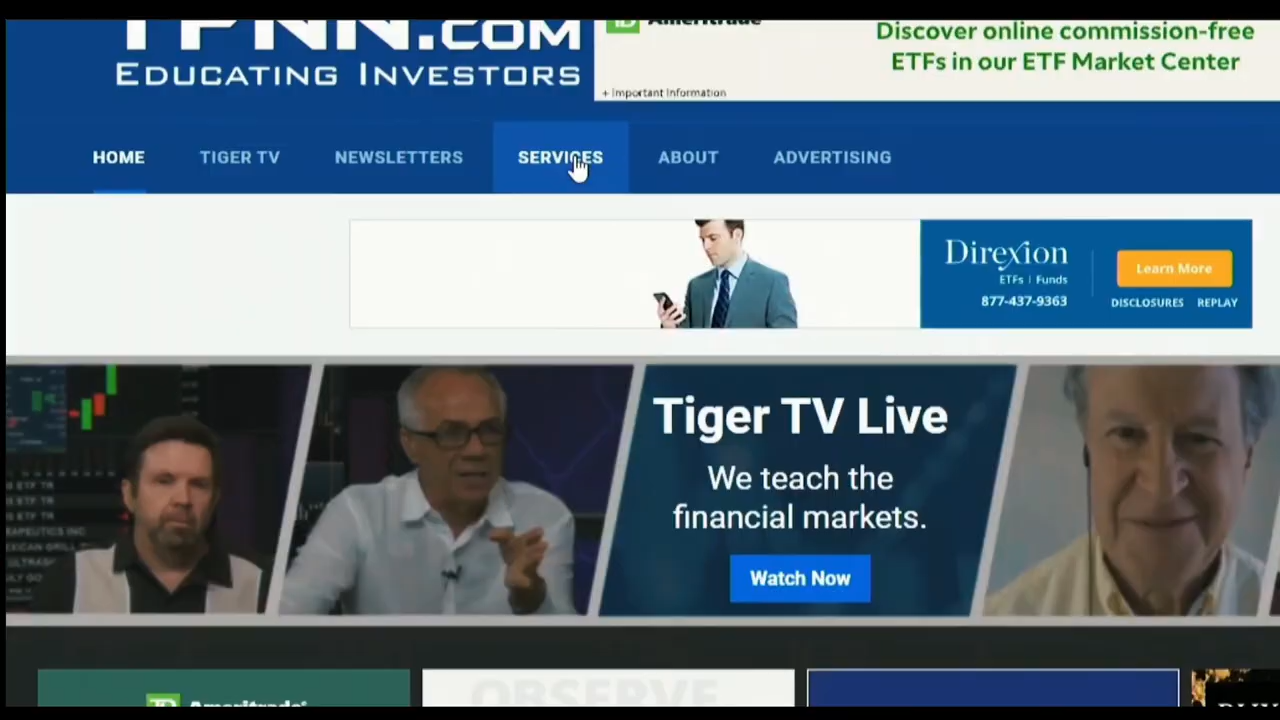 TFNN.COM
EDUCATING INVESTORS
Ameritrade
Discover online commission-free
ETFs in our ETF Market Center
+ Important Information
HOME
TIGER TV
NEWSLETTERS
SERVICES
ABOUT
ADVERTISING
Direxion
ETFs | Funds
877-437-9363
Learn More
DISCLOSURES
REPLAY
Tiger TV Live
We teach the
financial markets.
Watch Now
Ameritrade
OBSERVE